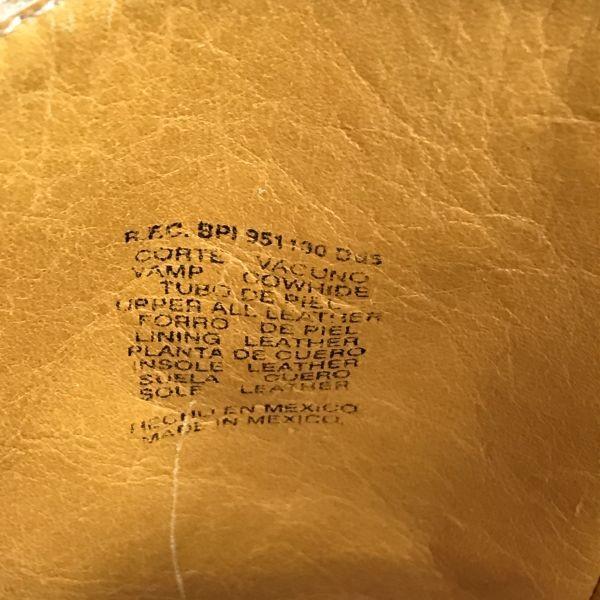 R.F.C. BPI 951130 DU5
CORTE VACUNO
VAMP COWHIDE
TUBO DE PIEL
UPPER ALL LEATHER
FORRO DE PIEL
LINING LEATHER
PLANTA DE CUERO
INSOLE LEATHER
SUELA CUERO
SOLE LEATHER
HECHO EN MEXICO
MADE IN MEXICO.